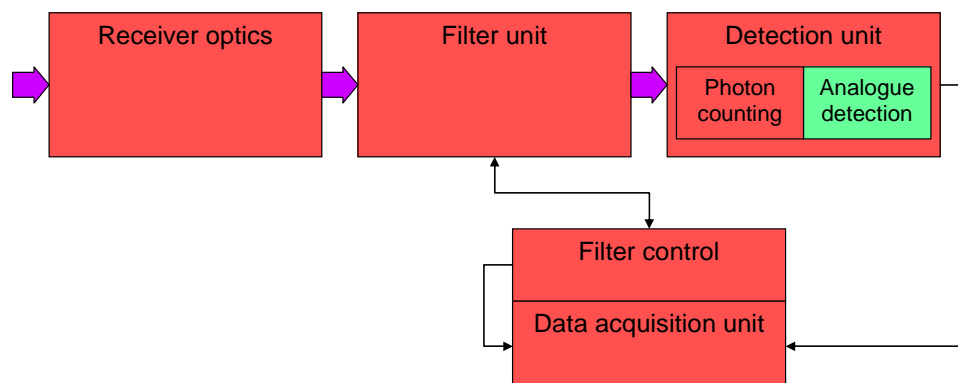 Receiver optics
Filter unit
Detection unit
Photon
counting
Analogue
detection
Filter control
Data acquisition unit